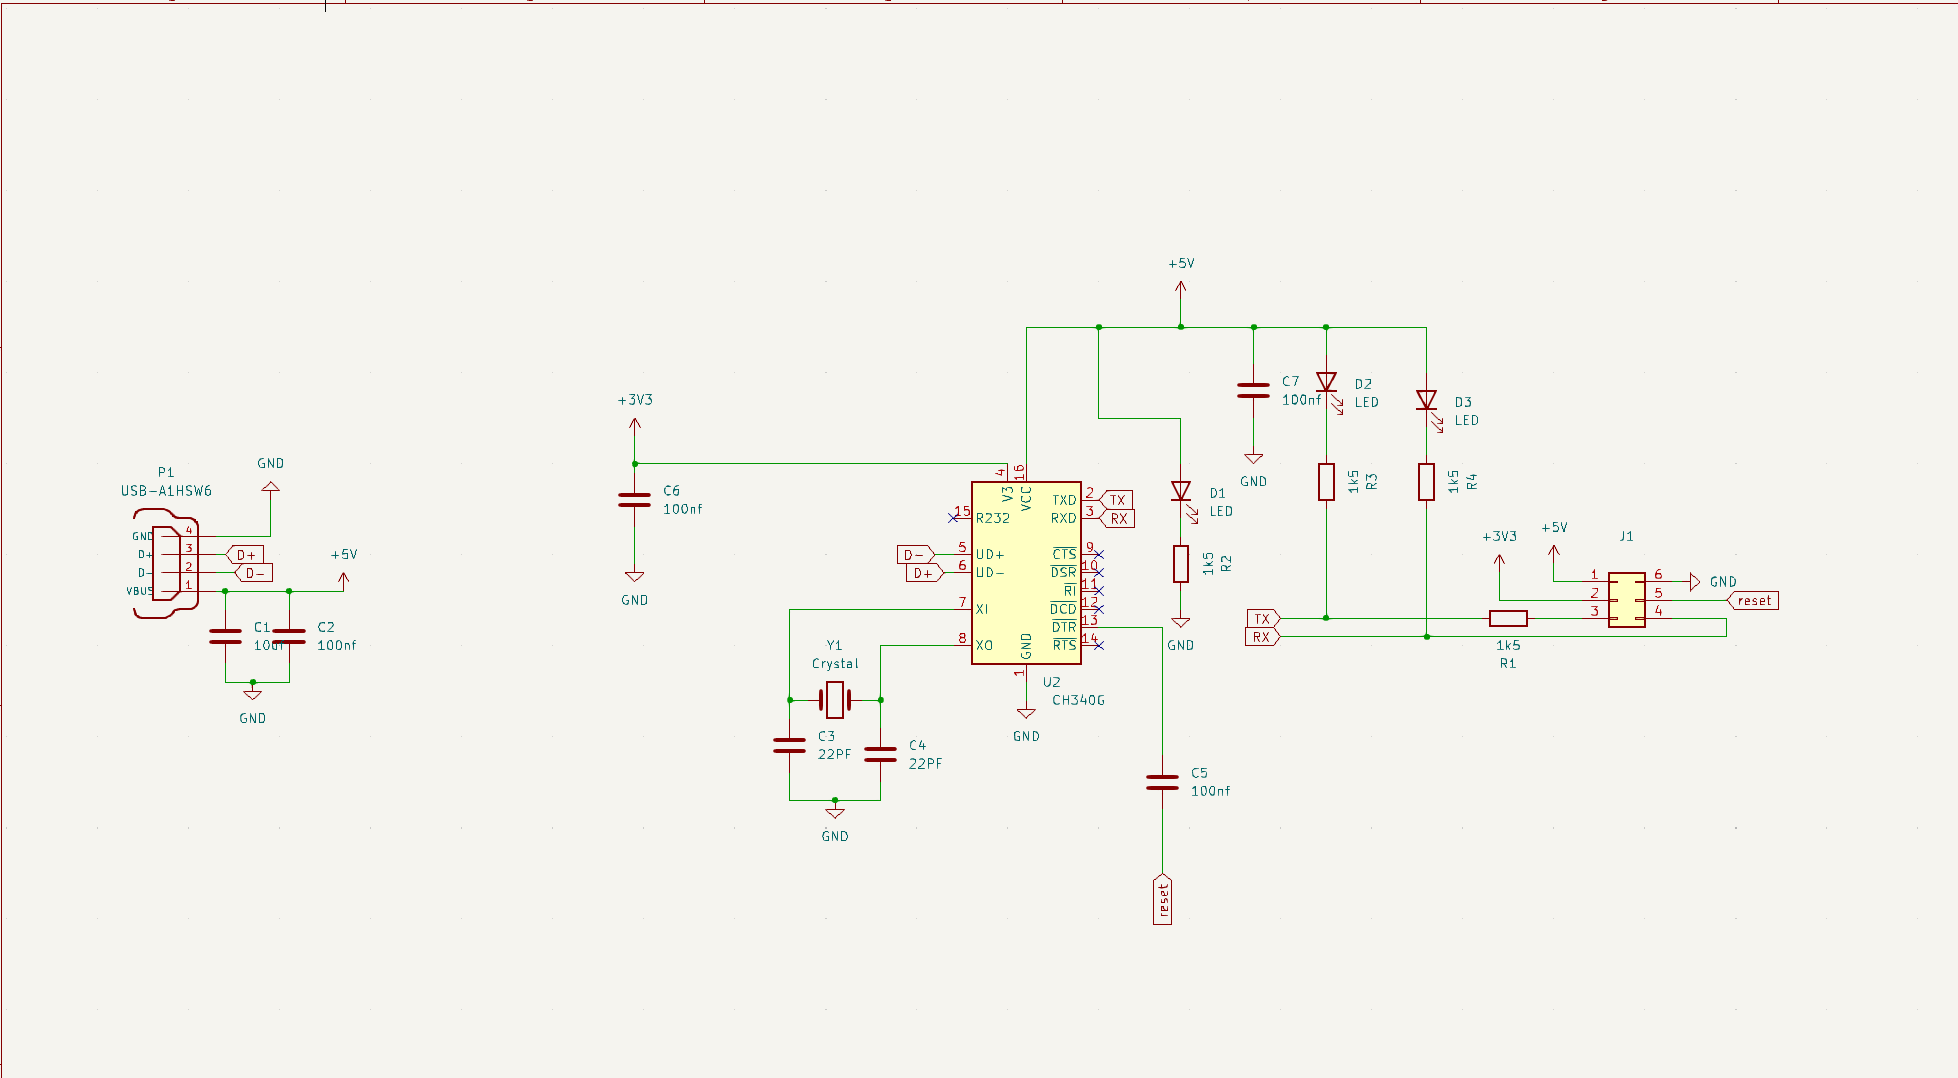 +5V
C7
100nf
D2
LED
D3
LED
+3V3
GND
P1
USB-A1HSW6
GND
4
GND
3
D+
D+
2
D-
D-
1
VBUS
+5V
C1
10uf
C2
100nf
GND
C6
100nf
GND
4
V3
16
VCC
15
R232
2
TXD
TX
3
RXD
RX
D-
5
UD+
D+
6
UD-
9
CTS
10
DSR
11
RI
12
DCD
13
DTR
14
RTS
7
XI
8
XO
GND
1
U2
CH340G
GND
Y1
Crystal
C3
22PF
C4
22PF
GND
D1
LED
1k5
R2
GND
1k5
R3
1k5
R4
+3V3
+5V
J1
1
6
GND
2
5
reset
3
4
TX
RX
1k5
R1
C5
100nf
reset